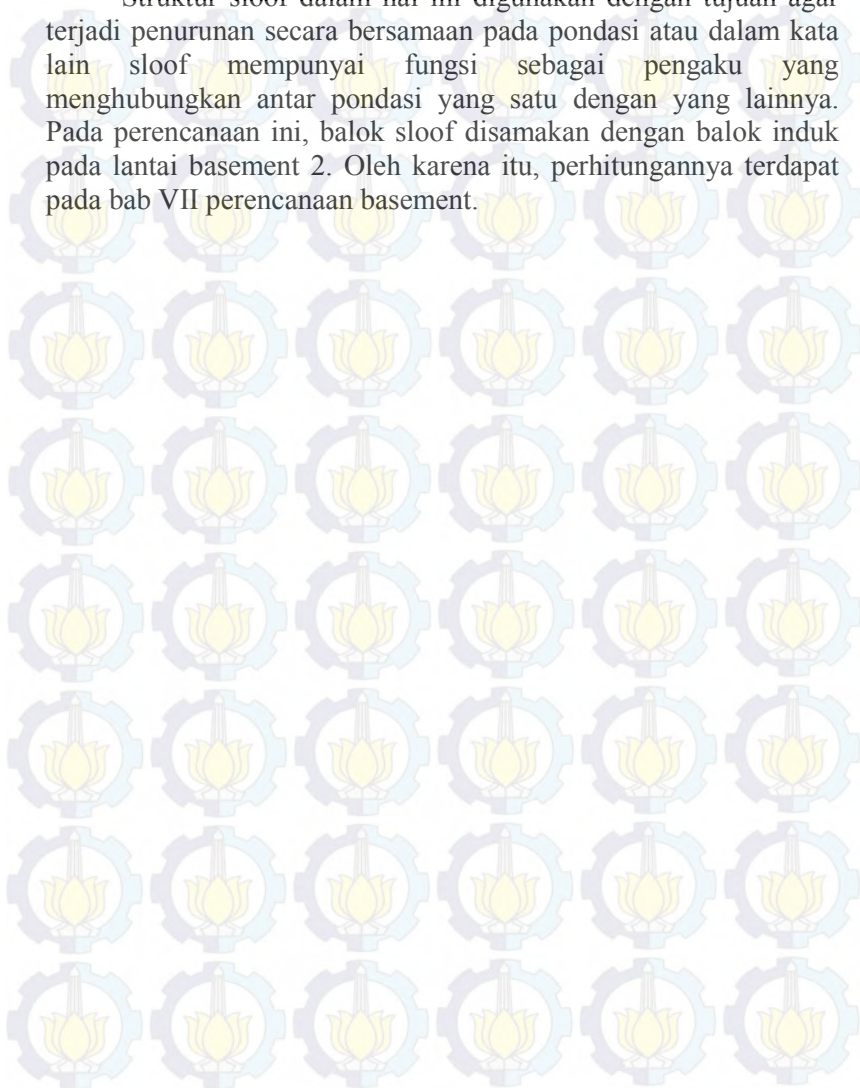 Struktur sloof dalam hal ini digunakan dengan tujuan agar
terjadi penurunan secara bersamaan pada pondasi atau dalam kata
lain sloof mempunyai fungsi sebagai pengaku yang
menghubungkan antar pondasi yang satu dengan yang lainnya.
Pada perencanaan ini, balok sloof disamakan dengan balok induk
pada lantai basement 2. Oleh karena itu, perhitungannya terdapat
pada bab VII perencanaan basement.